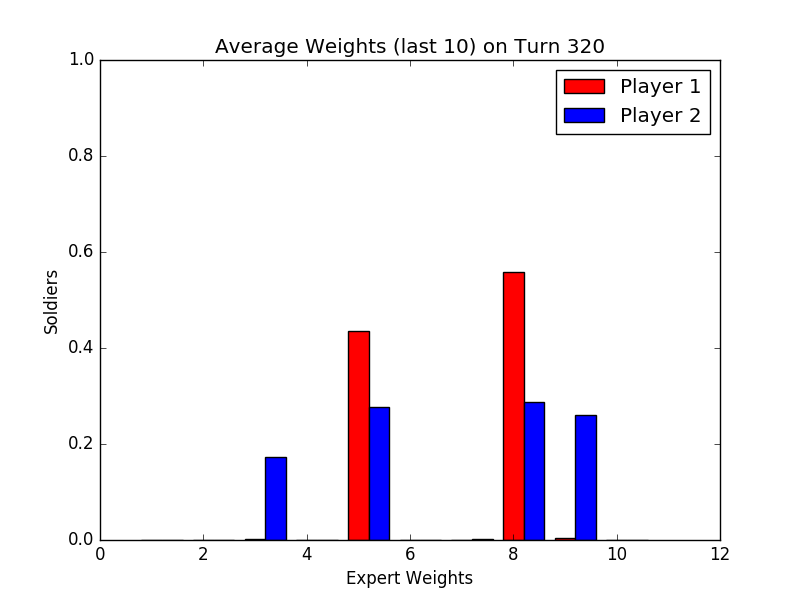 Average Weights (last 10) on Turn 320
1.0
0.8
0.6
0.4
0.2
0.0
Soldiers
Player 1
Player 2
0 2 4 6 8 10 12
Expert Weights